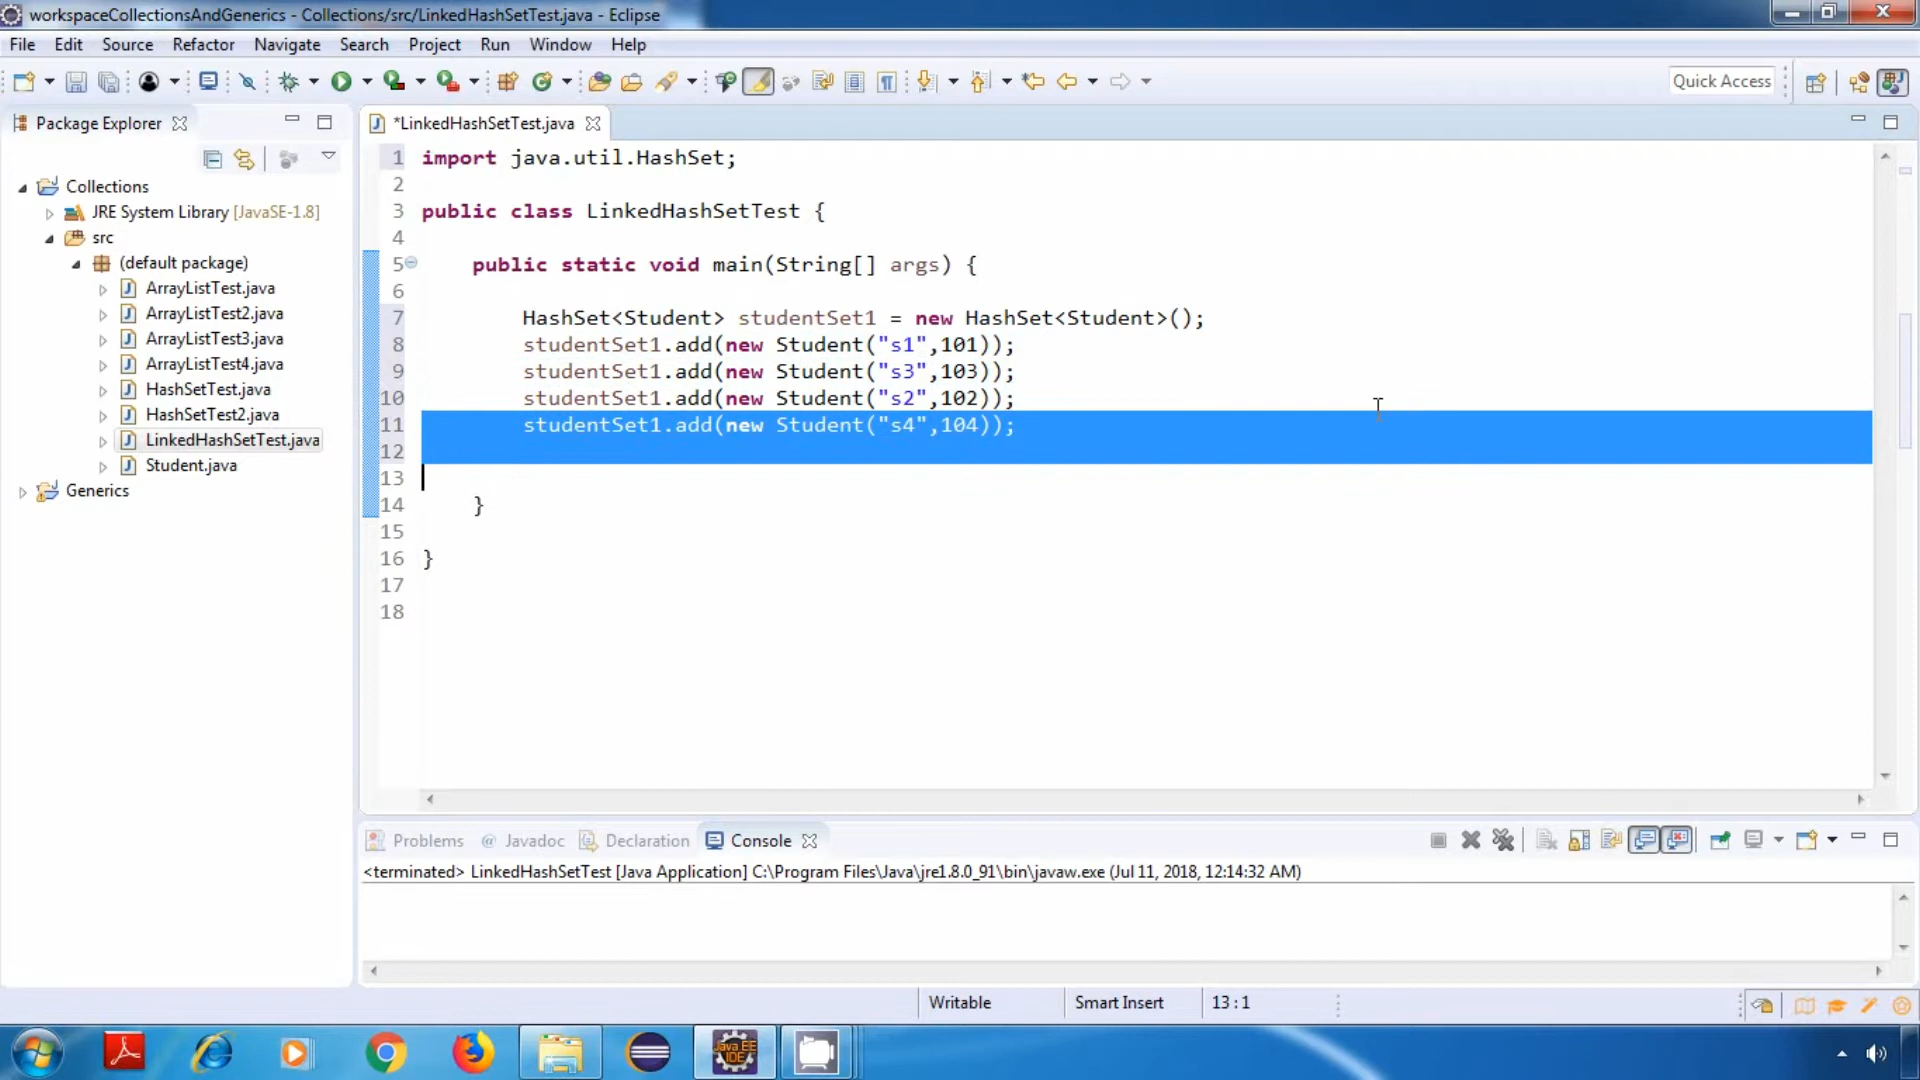 workspaceCollectionsAndGenerics - Collections/src/LinkedHashSetTest.java - Eclipse
File Edit Source Refactor Navigate Search Project Run Window Help
Quick Access
Package Explorer
*LinkedHashSetTest.java
Collections
JRE System Library [JavaSE-1.8]
src
(default package)
ArrayListTest.java
ArrayListTest2.java
ArrayListTest3.java
ArrayListTest4.java
HashSetTest.java
HashSetTest2.java
LinkedHashSetTest.java
Student.java
Generics
1 import java.util.HashSet;
2
3 public class LinkedHashSetTest {
4
5 public static void main(String[] args) {
6
7 HashSet<Student> studentSet1 = new HashSet<Student>();
8 studentSet1.add(new Student("s1",101));
9 studentSet1.add(new Student("s3",103));
10 studentSet1.add(new Student("s2",102));
11 studentSet1.add(new Student("s4",104));
12
13
14 }
15
16 }
17
18
Problems @ Javadoc Declaration Console
<terminated> LinkedHashSetTest [Java Application] C:\Program Files\Java\jre1.8.0_91\bin\javaw.exe (Jul 11, 2018, 12:14:32 AM)
Writable Smart Insert 13 : 1
Java EE
IDE